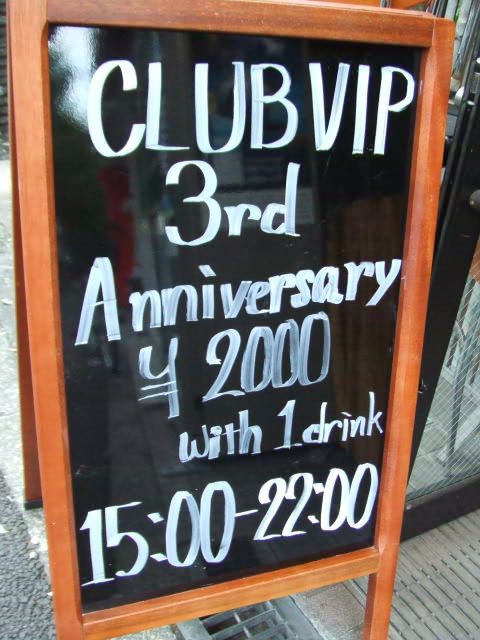 CLUB VIP
3rd
Anniversary
¥ 2000
with 1 drink
15:00-22:00